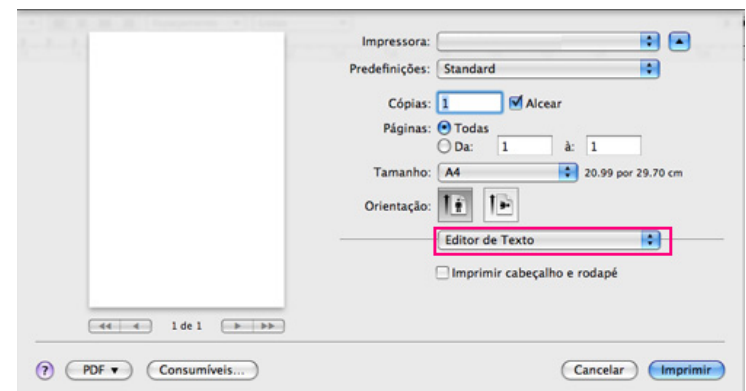 Impressora:
Predefinições: Standard
Cópias: 1 Alcear
Páginas: Todas
Da: 1 à: 1
Tamanho: A4 20.99 por 29.70 cm
Orientação:
Editor de Texto
Imprimir cabeçalho e rodapé
1 de 1
? PDF Consumíveis... Cancelar Imprimir